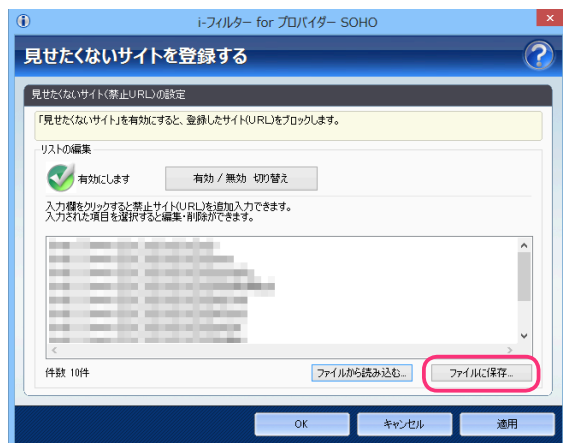 i-フィルター for プロバイダー SOHO
見せたくないサイトを登録する
見せたくないサイト(禁止URL)の設定
「見せたくないサイト」を有効にすると、登録したサイト(URL)をブロックします。
リストの編集
有効にします
有効 / 無効 切り替え
入力欄をクリックすると禁止サイト(URL)を追加入力できます。
入力された項目を選択すると編集・削除ができます。
件数 10件
ファイルから読み込む...
ファイルに保存...
OK
キャンセル
適用